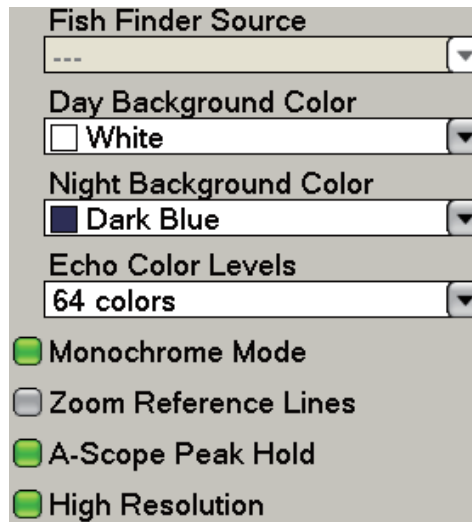 Fish Finder Source
---
Day Background Color
White
Night Background Color
Dark Blue
Echo Color Levels
64 colors
Monochrome Mode
Zoom Reference Lines
A-Scope Peak Hold
High Resolution